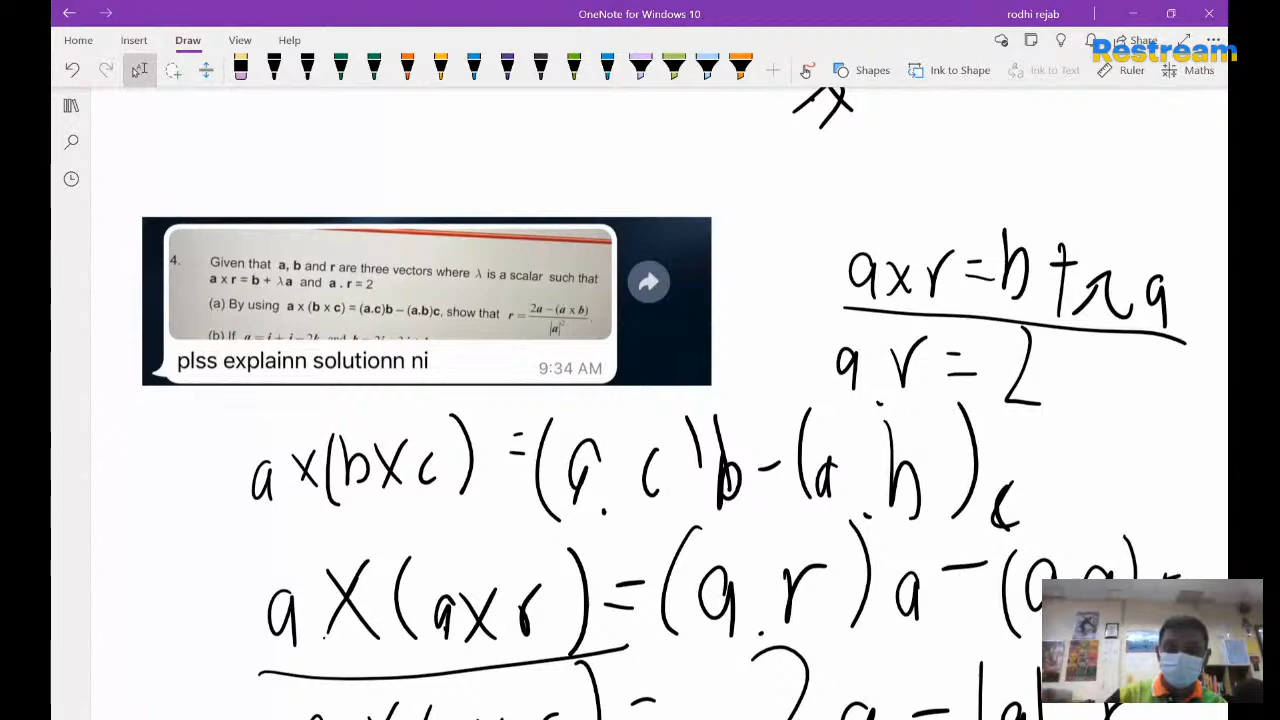 OneNote for Windows 10
rodhi rejab
Home Insert Draw View Help
Share
Restream
Shapes Ink to Shape Ink to Text Ruler Maths
4. Given that a, b and r are three vectors where λ is a scalar such that
a x r = b + λa and a . r = 2
(a) By using a x (b x c) = (a.c)b – (a.b)c, show that r = 2a – (a x b) / |a|²
(b) If
plss explainn solutionn ni
9:34 AM
a x r = b + λa
a . r = 2
a x (b x c) = (a . c) b - (a . b) c
a x (a x r) = (a . r) a - (a . a)
= 2a - |a| r